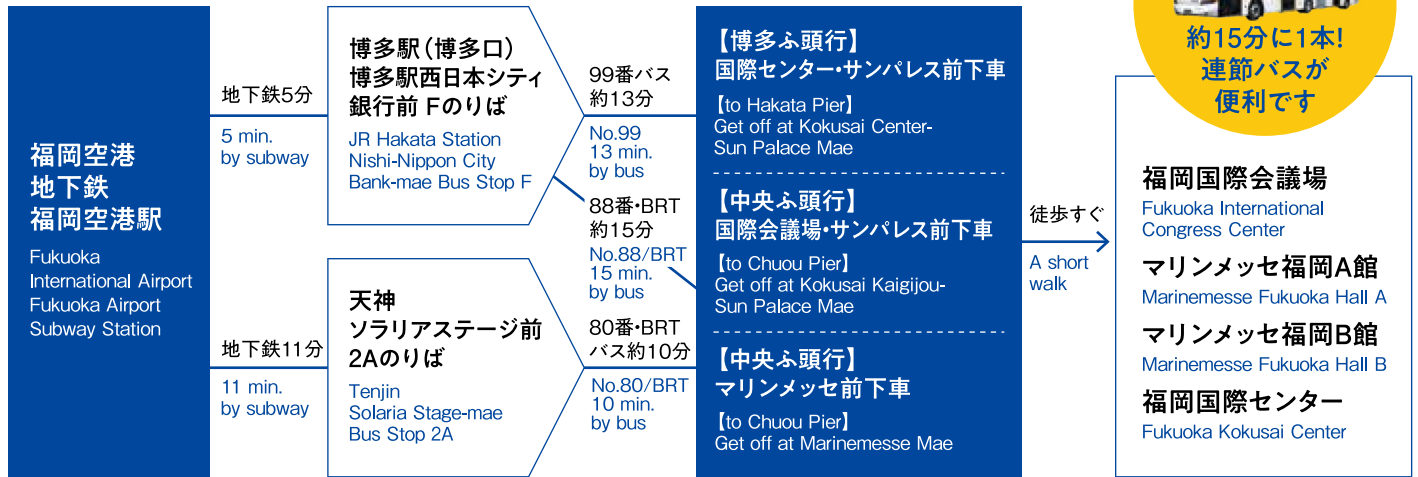 福岡空港
地下鉄
福岡空港駅
Fukuoka
International Airport
Fukuoka Airport
Subway Station
地下鉄5分
5 min.
by subway
地下鉄11分
11 min.
by subway
博多駅（博多口）
博多駅西日本シティ
銀行前 Fのりば
JR Hakata Station
Nishi-Nippon City
Bank-mae Bus Stop F
天神
ソラリアステージ前
2Aのりば
Tenjin
Solaria Stage-mae
Bus Stop 2A
99番バス
約13分
No.99
13 min.
by bus
88番・BRT
約15分
No.88/BRT
15 min.
by bus
80番・BRT
バス約10分
No.80/BRT
10 min.
by bus
【博多ふ頭行】
国際センター・サンパレス前下車
【to Hakata Pier】
Get off at Kokusai Center-
Sun Palace Mae
【中央ふ頭行】
国際会議場・サンパレス前下車
【to Chuou Pier】
Get off at Kokusai Kaigijou-
Sun Palace Mae
【中央ふ頭行】
マリンメッセ前下車
【to Chuou Pier】
Get off at Marinemesse Mae
徒歩すぐ
A short
walk
約15分に1本!
連節バスが
便利です
福岡国際会議場
Fukuoka International
Congress Center
マリンメッセ福岡A館
Marinemesse Fukuoka Hall A
マリンメッセ福岡B館
Marinemesse Fukuoka Hall B
福岡国際センター
Fukuoka Kokusai Center